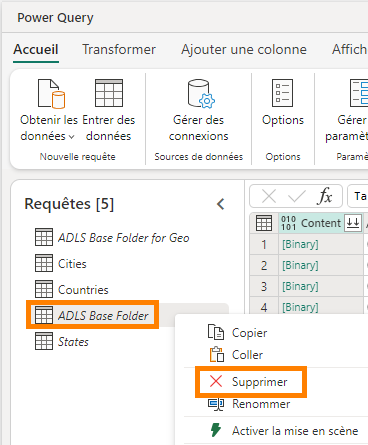 Power Query
Accueil Transformer Ajouter une colonne Affich
Obtenir les données
Entrer des données
Gérer des connexions
Options
Gérer paramèt
Nouvelle requête Sources de données Options Paramè
Requêtes [5]
fx Ta
ADLS Base Folder for Geo
Cities
Countries
ADLS Base Folder
States
010 101 Content
1 [Binary]
2 [Binary]
3 [Binary]
4 [Binary]
Copier
Coller
Supprimer
Renommer
Activer la mise en scène